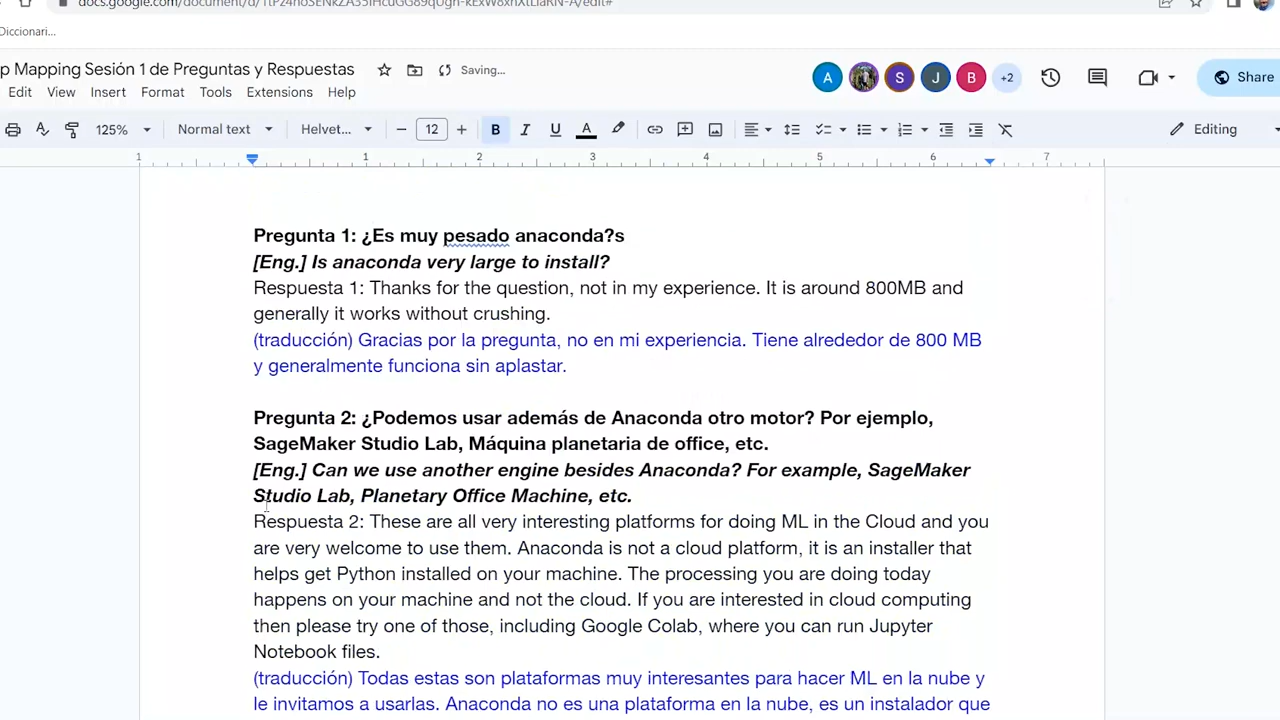 Diccionari...
p Mapping Sesión 1 de Preguntas y Respuestas Saving...
A S J B +2 Share
Edit View Insert Format Tools Extensions Help
125% Normal text Helvet... 12 B I U A Editing
1 1 2 3 4 5 6 7
Pregunta 1: ¿Es muy pesado anaconda?s
[Eng.] Is anaconda very large to install?
Respuesta 1: Thanks for the question, not in my experience. It is around 800MB and
generally it works without crushing.
(traducción) Gracias por la pregunta, no en mi experiencia. Tiene alrededor de 800 MB
y generalmente funciona sin aplastar.
Pregunta 2: ¿Podemos usar además de Anaconda otro motor? Por ejemplo,
SageMaker Studio Lab, Máquina planetaria de office, etc.
[Eng.] Can we use another engine besides Anaconda? For example, SageMaker
Studio Lab, Planetary Office Machine, etc.
Respuesta 2: These are all very interesting platforms for doing ML in the Cloud and you
are very welcome to use them. Anaconda is not a cloud platform, it is an installer that
helps get Python installed on your machine. The processing you are doing today
happens on your machine and not the cloud. If you are interested in cloud computing
then please try one of those, including Google Colab, where you can run Jupyter
Notebook files.
(traducción) Todas estas son plataformas muy interesantes para hacer ML en la nube y
le invitamos a usarlas. Anaconda no es una plataforma en la nube, es un instalador que